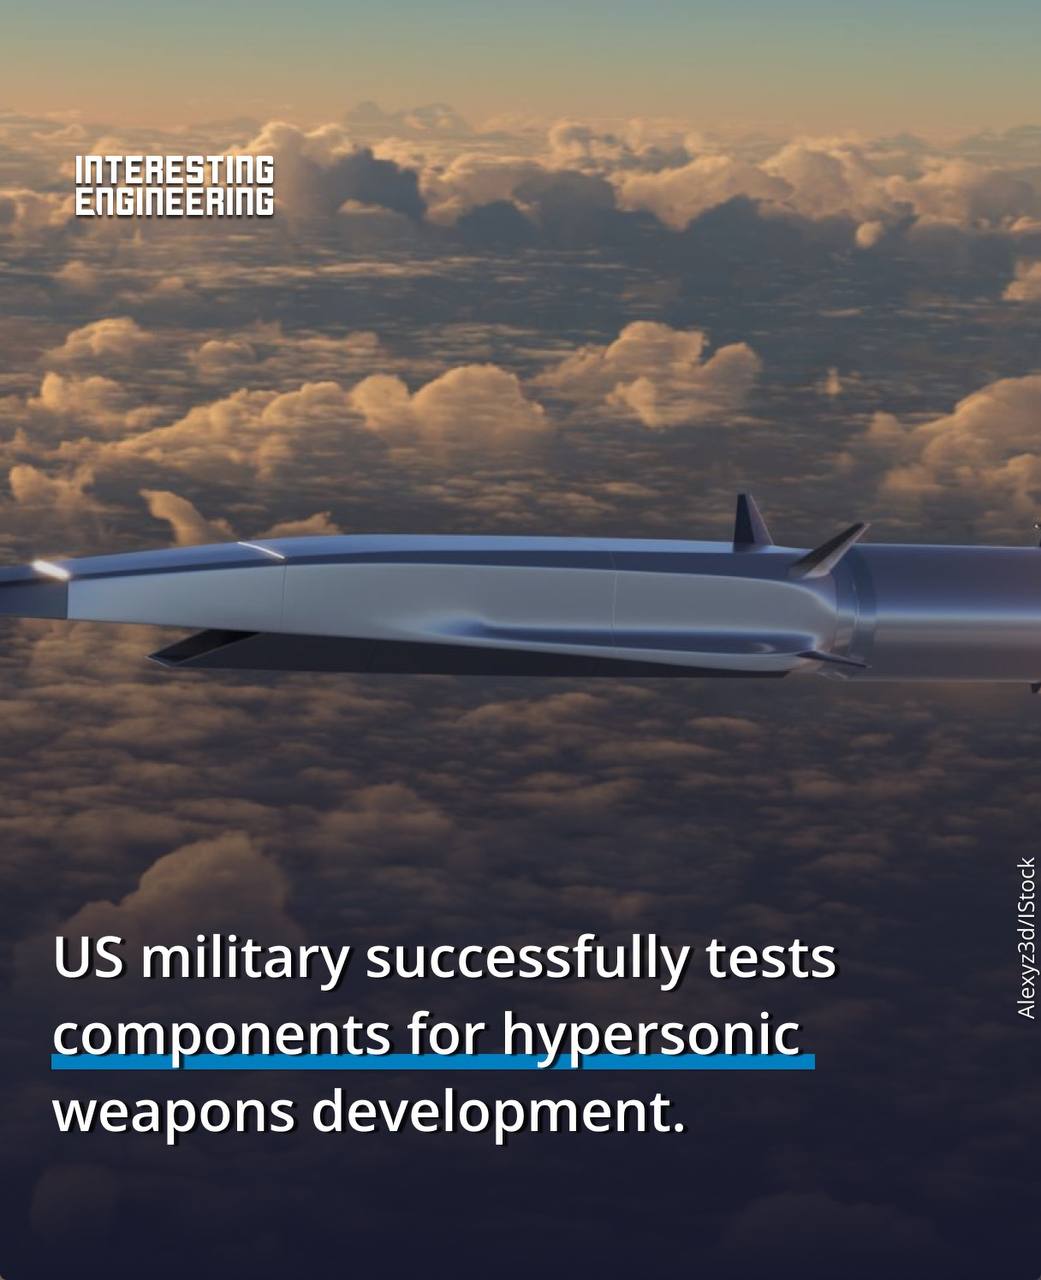 INTERESTING
ENGINEERING
US military successfully tests
components for hypersonic
weapons development.
Alexyz3d/IStock